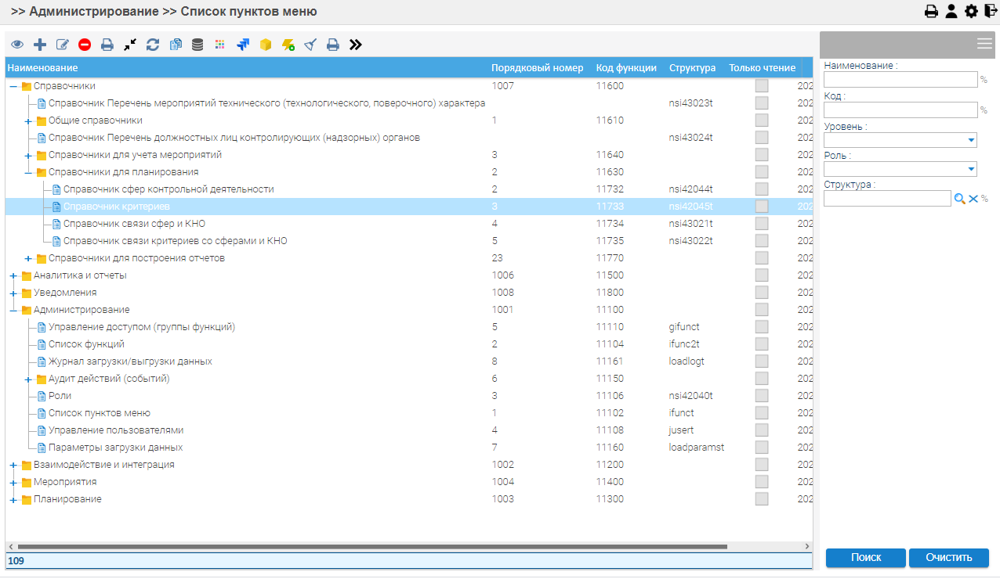 >> Администрирование >> Список пунктов меню
Наименование Порядковый номер Код функции Структура Только чтение
Справочники 1007 11600 202
Справочник Перечень мероприятий технического (технологического, поверочного) характера nsi43023t 202
Общие справочники 1 11610 202
Справочник Перечень должностных лиц контролирующих (надзорных) органов nsi43024t 202
Справочники для учета мероприятий 3 11640 202
Справочники для планирования 2 11630 202
Справочник сфер контрольной деятельности 2 11732 nsi42044t 202
Справочник критериев 3 11733 nsi42045t 202
Справочник связи сфер и КНО 4 11734 nsi43021t 202
Справочник связи критериев со сферами и КНО 5 11735 nsi43022t 202
Справочники для построения отчетов 23 11770 202
Аналитика и отчеты 1006 11500 202
Уведомления 1008 11800 202
Администрирование 1001 11100 202
Управление доступом (группы функций) 5 11110 gifunct 202
Список функций 2 11104 ifunc2t 202
Журнал загрузки/выгрузки данных 8 11161 loadlogt 202
Аудит действий (событий) 6 11150 202
Роли 3 11106 nsi42040t 202
Список пунктов меню 1 11102 ifunct 202
Управление пользователями 4 11108 jusert 202
Параметры загрузки данных 7 11160 loadparamst 202
Взаимодействие и интеграция 1002 11200 202
Мероприятия 1004 11400 202
Планирование 1003 11300 202
109
Наименование :
%
Код :
%
Уровень :
Роль :
Структура :
%
Поиск Очистить